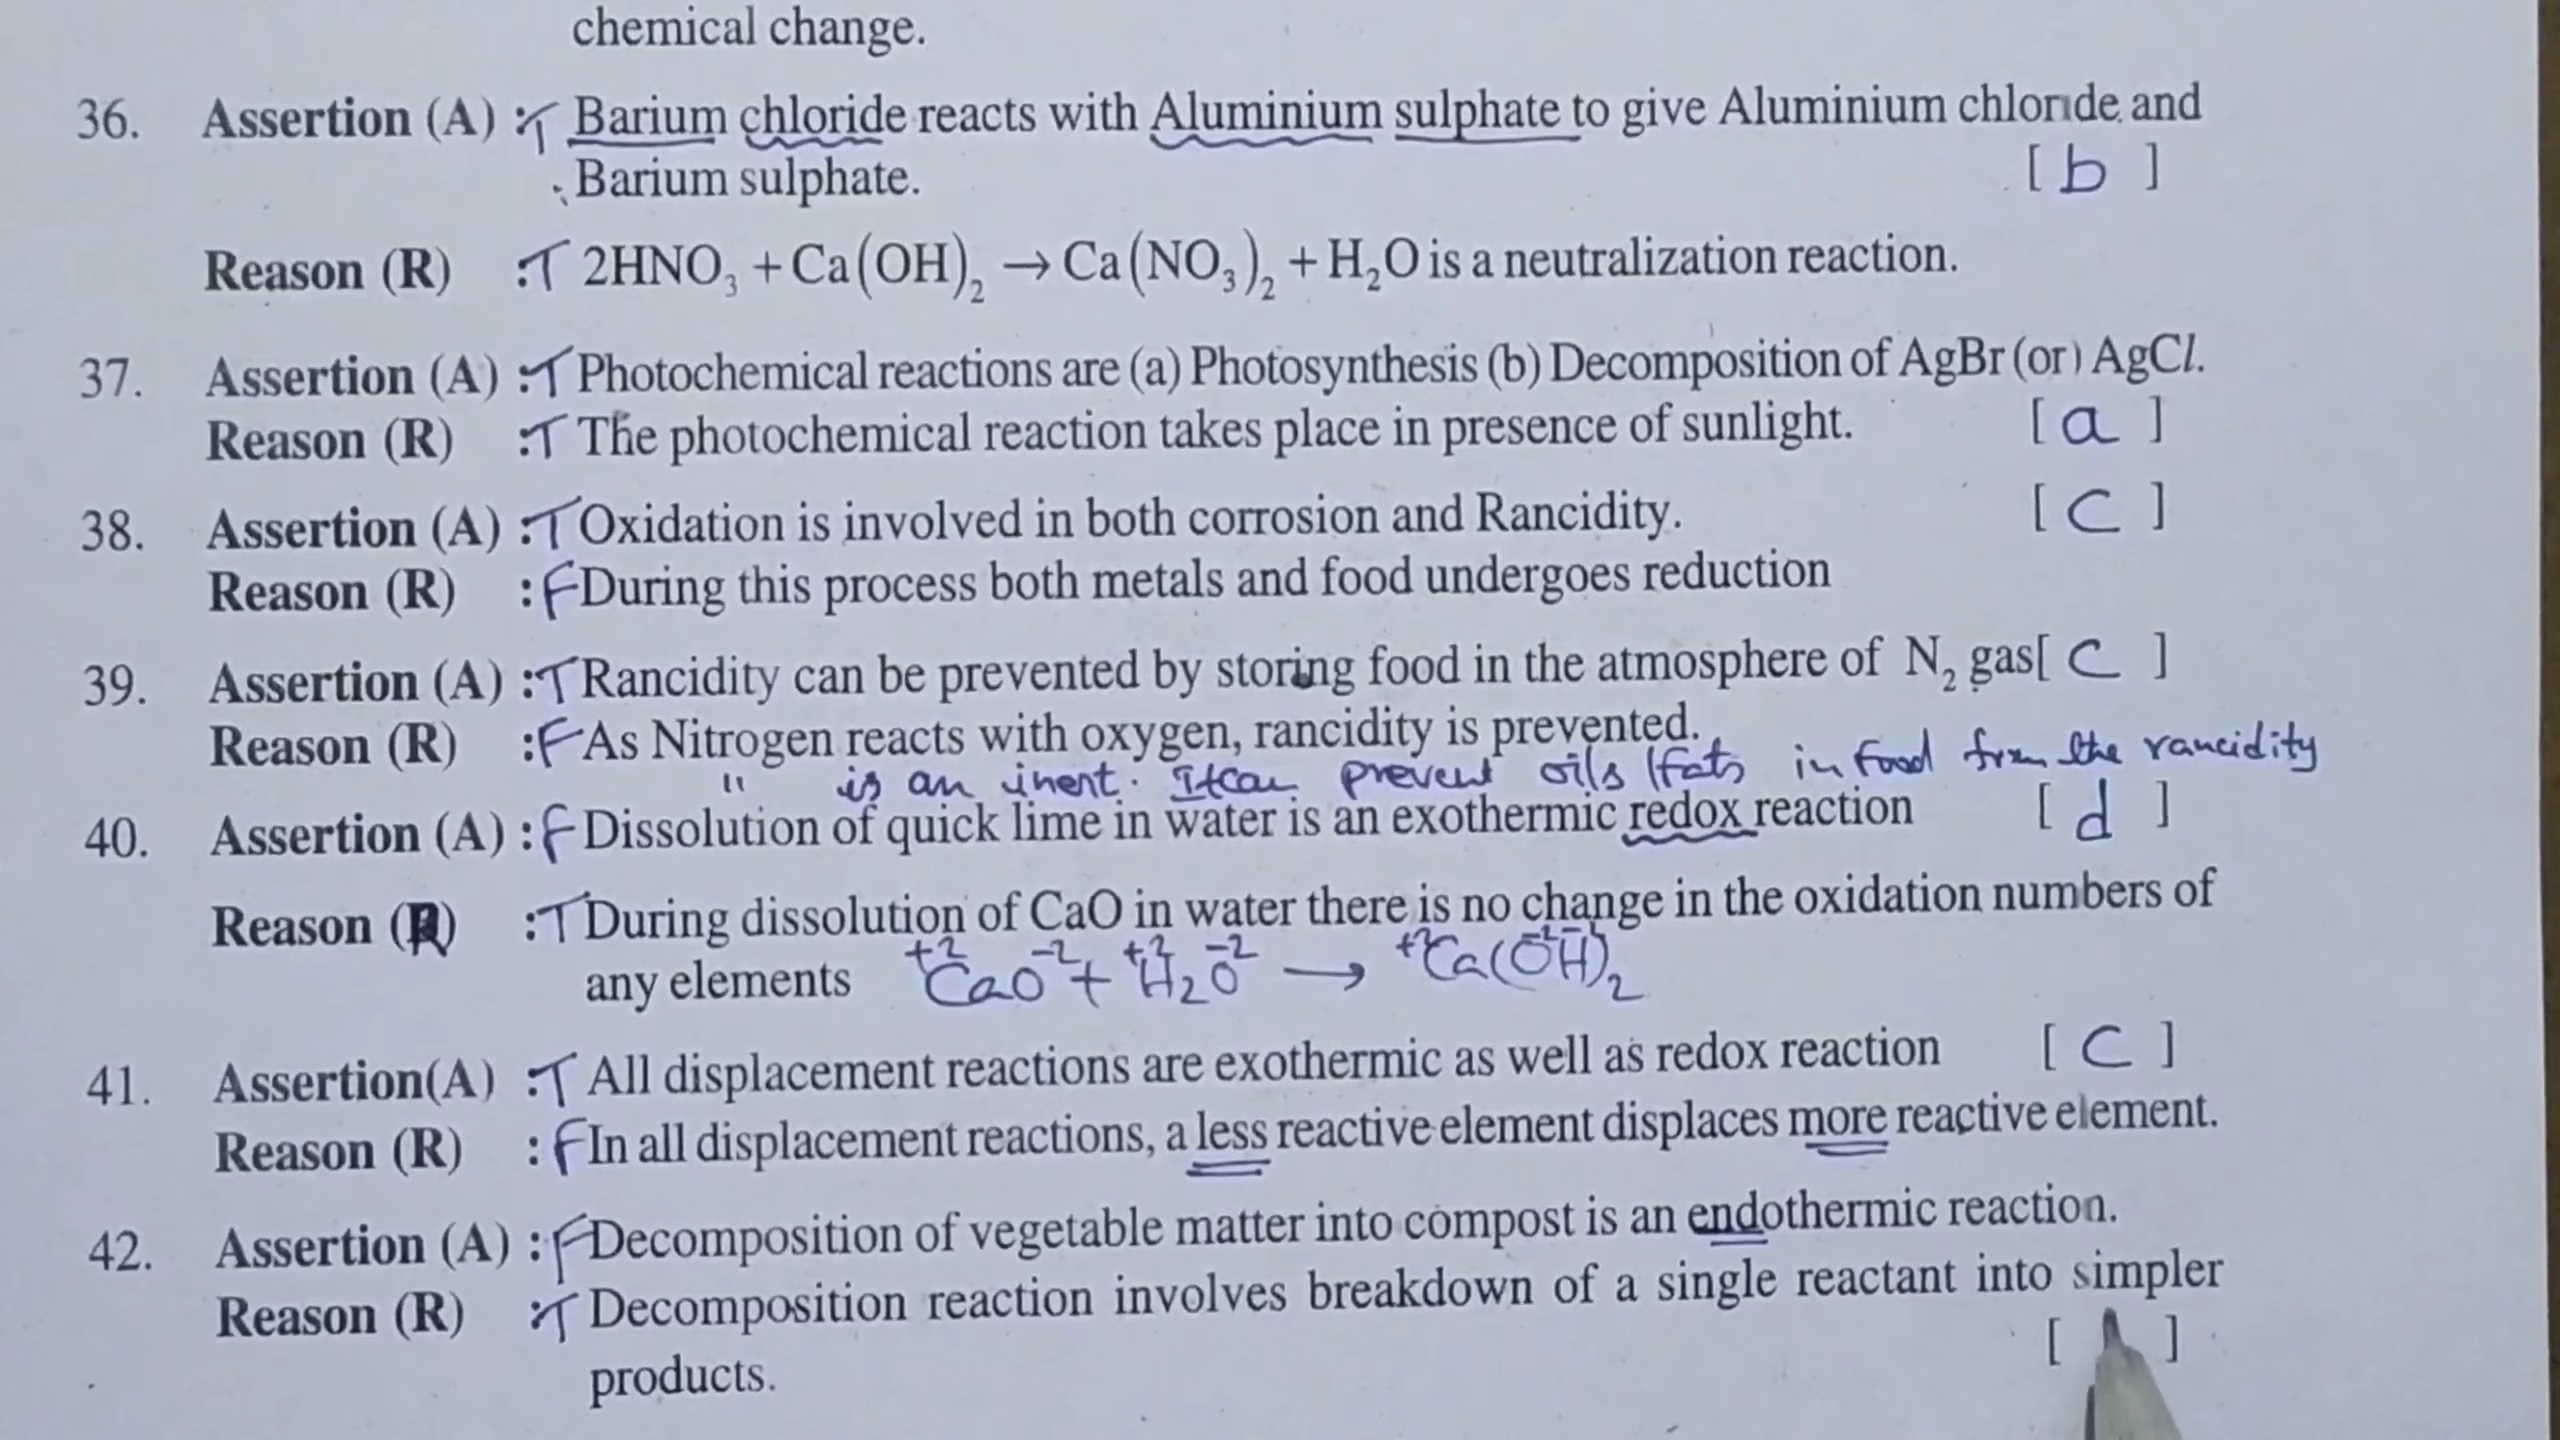 chemical change.
36. Assertion (A) :T Barium chloride reacts with Aluminium sulphate to give Aluminium chloride and
Barium sulphate. [ b ]
Reason (R) :T 2HNO₃ + Ca(OH)₂ → Ca(NO₃)₂ + H₂O is a neutralization reaction.
37. Assertion (A) :T Photochemical reactions are (a) Photosynthesis (b) Decomposition of AgBr (or) AgCl.
Reason (R) :T The photochemical reaction takes place in presence of sunlight. [ a ]
38. Assertion (A) :T Oxidation is involved in both corrosion and Rancidity. [ C ]
Reason (R) :F During this process both metals and food undergoes reduction
39. Assertion (A) :T Rancidity can be prevented by storing food in the atmosphere of N₂ gas[ C ]
Reason (R) :F As Nitrogen reacts with oxygen, rancidity is prevented.
" is an inert. It can prevent oils /fats in food from the rancidity
40. Assertion (A) :F Dissolution of quick lime in water is an exothermic redox reaction [ d ]
Reason (R) :T During dissolution of CaO in water there is no change in the oxidation numbers of
any elements +2CaO-2 + +2H₂O-2 → +2Ca(OH)₂
41. Assertion(A) :T All displacement reactions are exothermic as well as redox reaction [ C ]
Reason (R) :F In all displacement reactions, a less reactive element displaces more reactive element.
42. Assertion (A) :F Decomposition of vegetable matter into compost is an endothermic reaction.
Reason (R) :T Decomposition reaction involves breakdown of a single reactant into simpler
products. [ ]